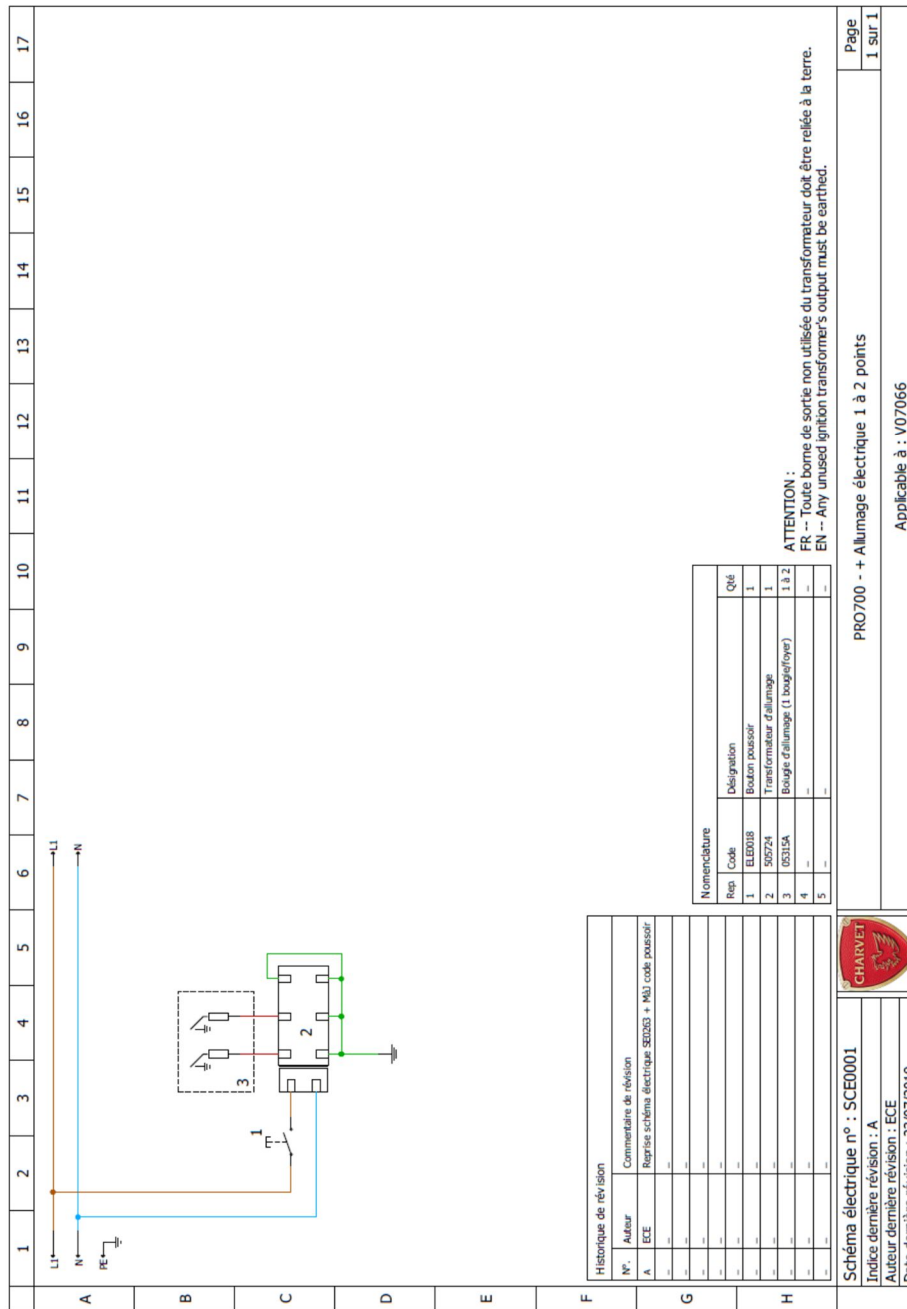 1 2 3 4 5 6 7 8 9 10 11 12 13 14 15 16 17
A
B
C
D
E
F
G
H
L1
N
PE
L1
N
1
2
3
Historique de révision
N°. Auteur Commentaire de révision
A ECE Reprise schéma électrique SE0263 + MàJ code poussoir
– – –
– – –
– – –
– – –
– – –
– – –
– – –
– – –
– – –
Nomenclature
Rep. Code Désignation Qté
1 ELE0018 Bouton poussoir 1
2 505724 Transformateur d'allumage 1
3 05315A Boiugie d'allumage (1 bougie/foyer) 1 à 2
4 – – –
5 – – –
ATTENTION :
FR -- Toute borne de sortie non utilisée du transformateur doit être reliée à la terre.
EN -- Any unused ignition transformer's output must be earthed.
Schéma électrique n° : SCE0001
Indice dernière révision : A
Auteur dernière révision : ECE
CHARVET
PRO700 - + Allumage électrique 1 à 2 points
Applicable à : V07066
Page
1 sur 1